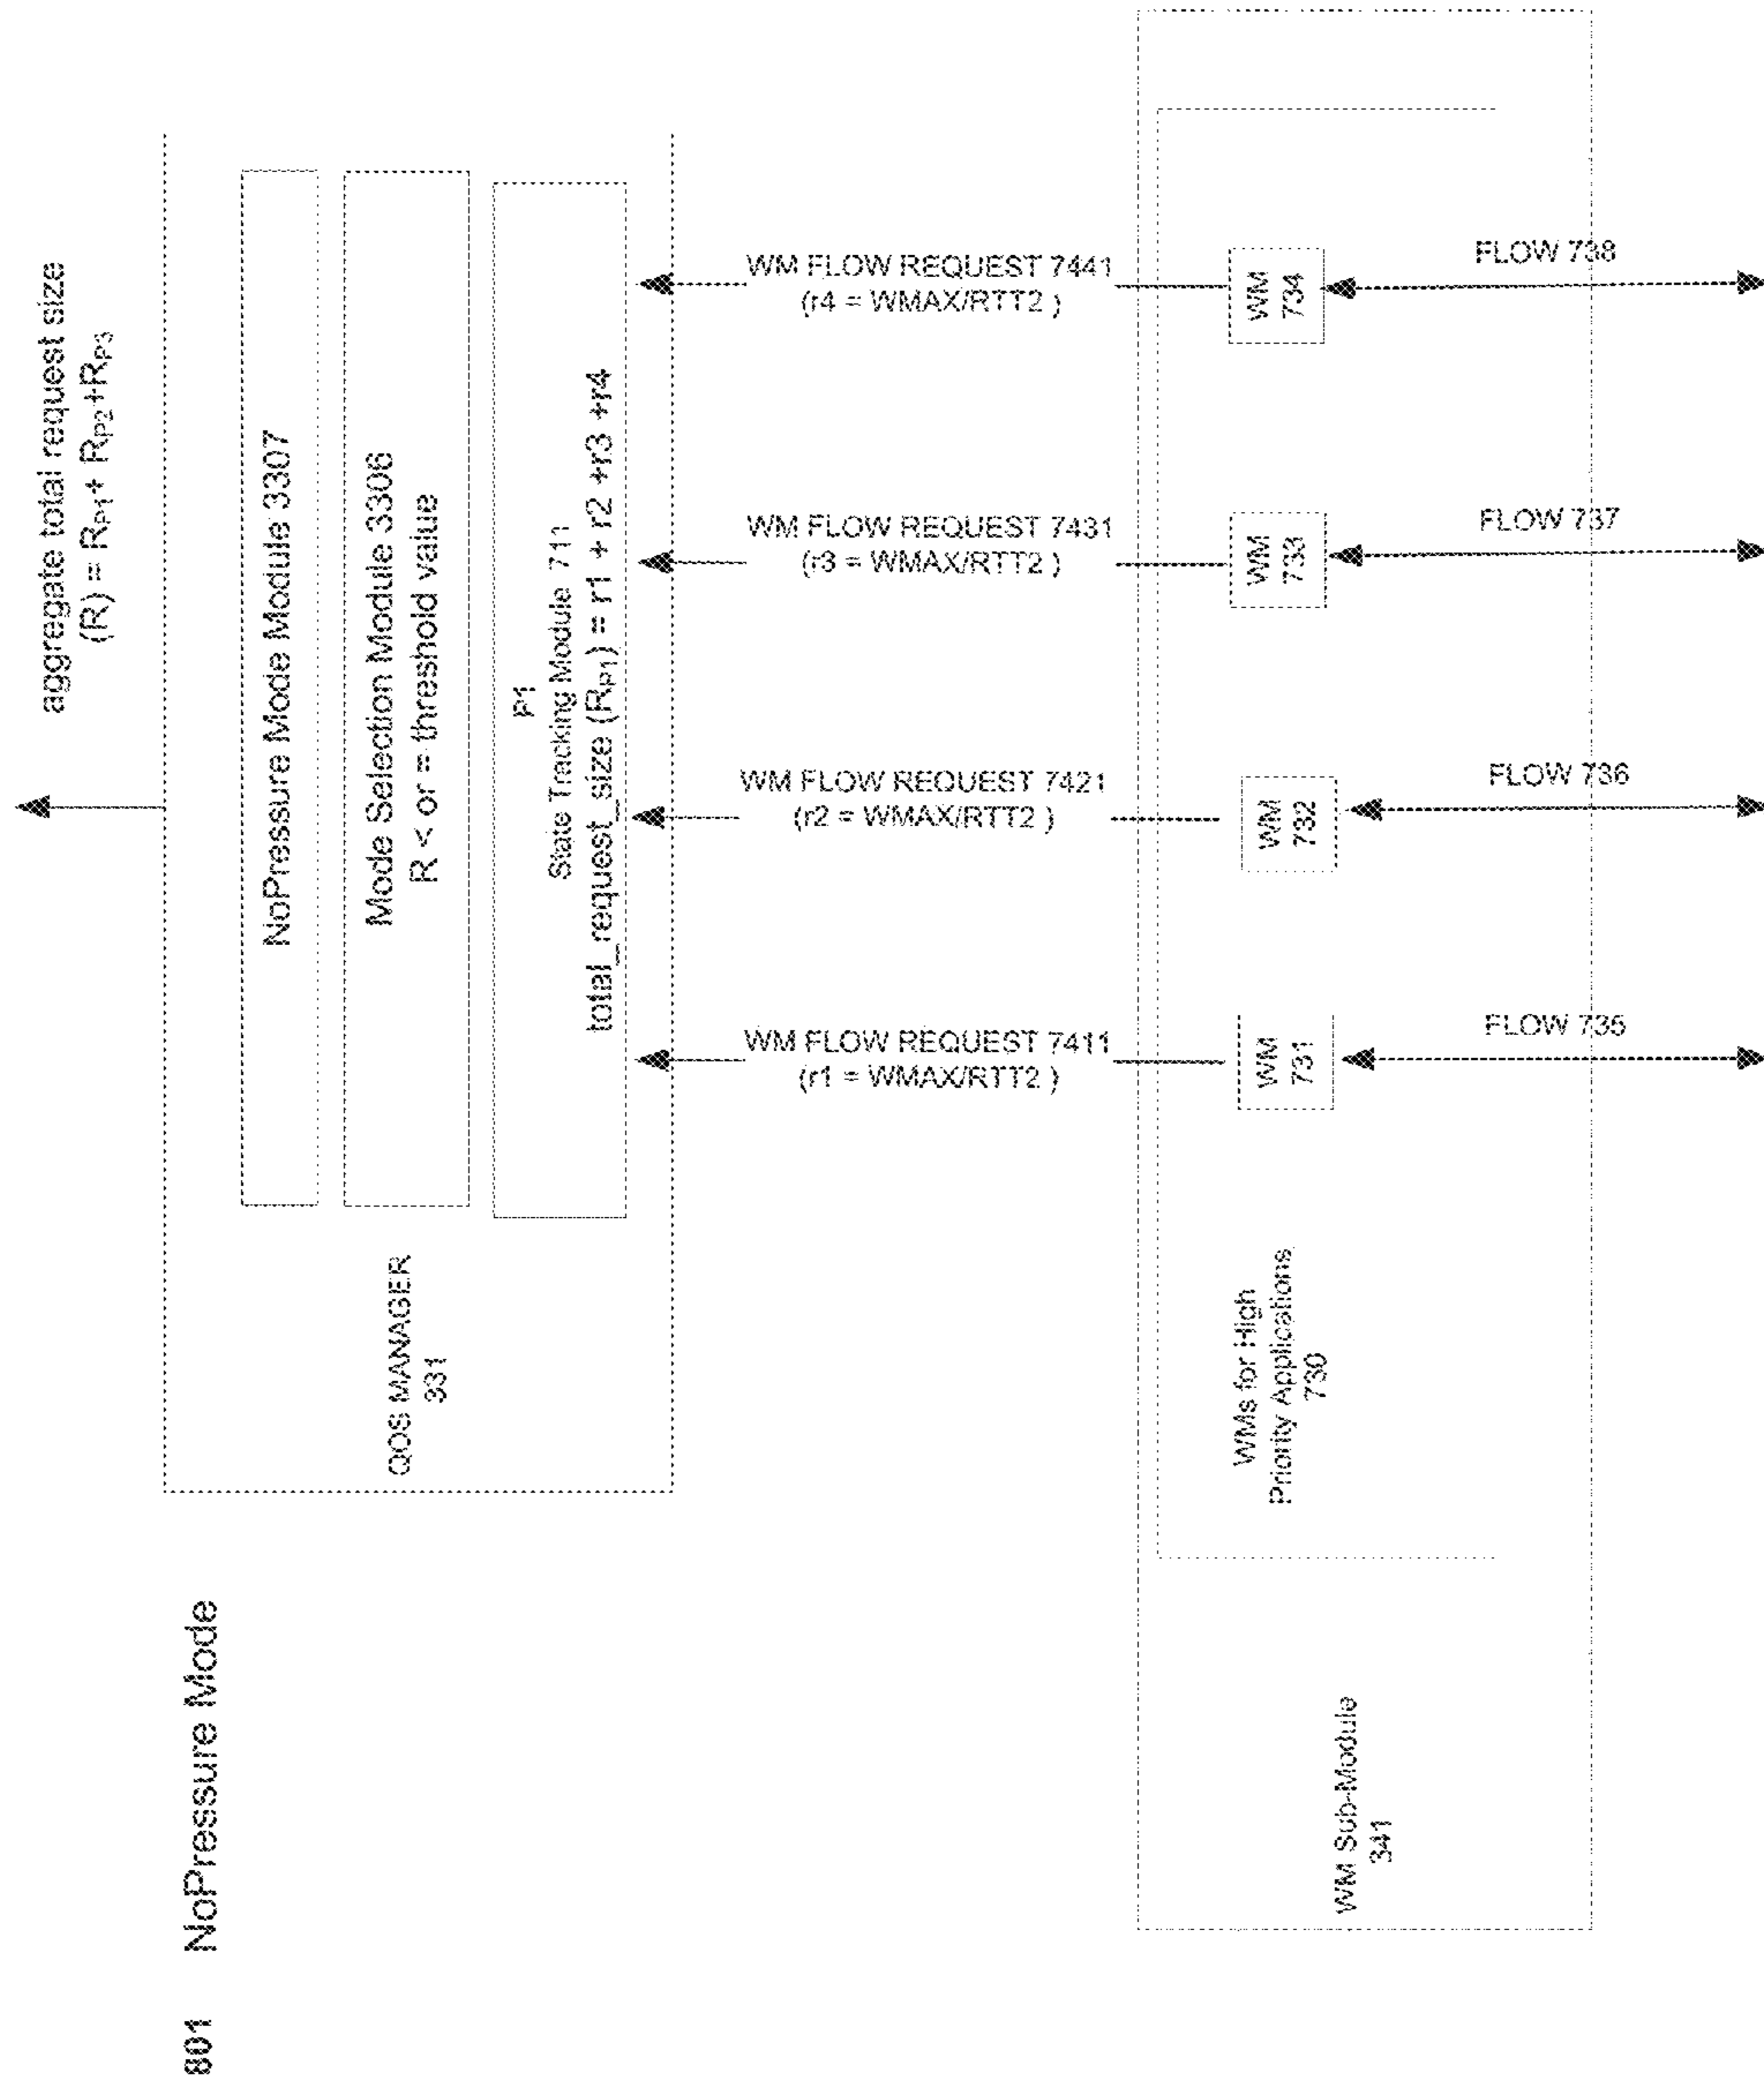 801 NoPressure Mode
aggregate total request size
(R) = RP1+ RP2+RP3
QOS MANAGER
331
NoPressure Mode Module 3307
Mode Selection Module 3306
R < or = threshold value
P1
State Tracking Module 711
total_request_size (RP1) = r1 + r2 +r3 +r4
WM FLOW REQUEST 7411
(r1 = WMAX/RTT2 )
WM FLOW REQUEST 7421
(r2 = WMAX/RTT2 )
WM FLOW REQUEST 7431
(r3 = WMAX/RTT2 )
WM FLOW REQUEST 7441
(r4 = WMAX/RTT2 )
WM Sub-Module
341
WMs for High
Priority Applications
730
WM
731
WM
732
WM
733
WM
734
FLOW 735
FLOW 736
FLOW 737
FLOW 738